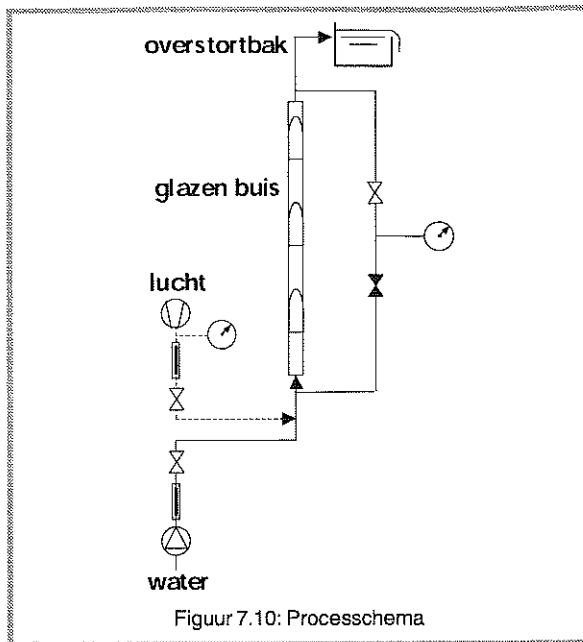 overstortbak
glazen buis
lucht
water
Figuur 7.10: Processchema